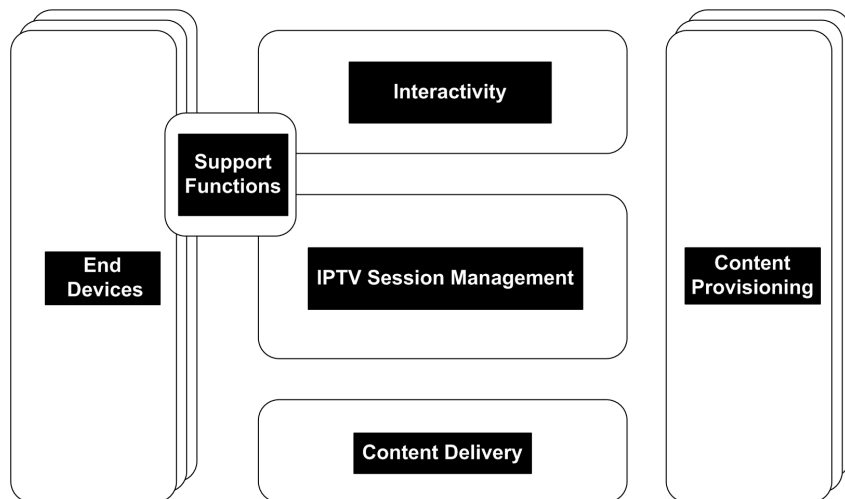 Interactivity
Support
Functions
End
Devices
IPTV Session Management
Content
Provisioning
Content Delivery